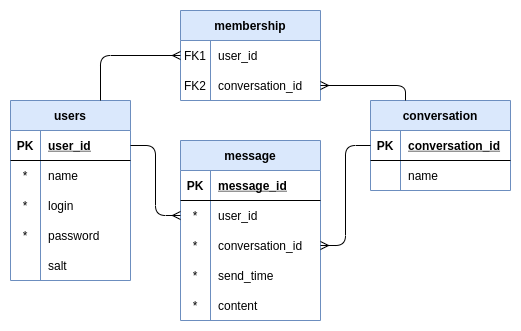 membership
FK1 user_id
FK2 conversation_id
users
PK user_id
* name
* login
* password
salt
message
PK message_id
* user_id
* conversation_id
* send_time
* content
conversation
PK conversation_id
name